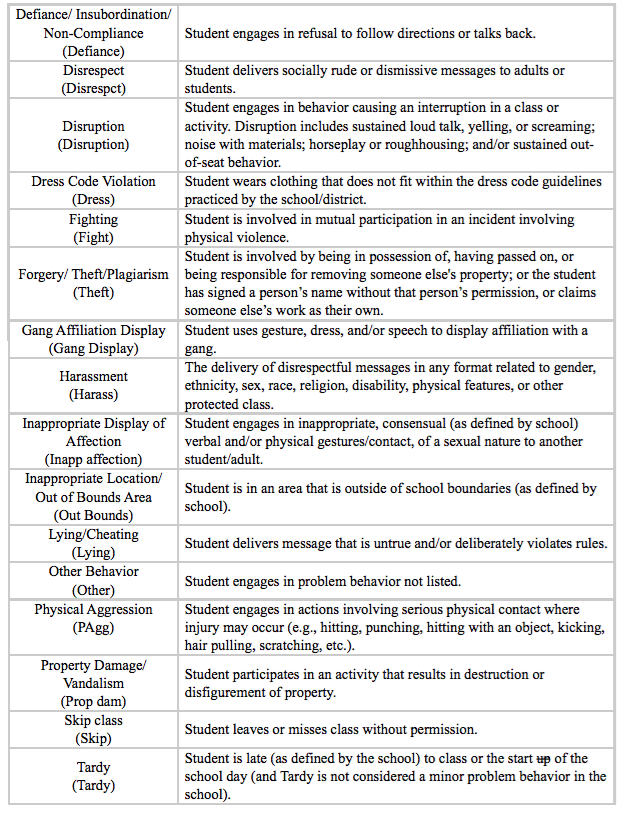 Defiance/ Insubordination/
Non-Compliance
(Defiance)
Student engages in refusal to follow directions or talks back.
Disrespect
(Disrespct)
Student delivers socially rude or dismissive messages to adults or
students.
Disruption
(Disruption)
Student engages in behavior causing an interruption in a class or
activity. Disruption includes sustained loud talk, yelling, or screaming;
noise with materials; horseplay or roughhousing; and/or sustained out-
of-seat behavior.
Dress Code Violation
(Dress)
Student wears clothing that does not fit within the dress code guidelines
practiced by the school/district.
Fighting
(Fight)
Student is involved in mutual participation in an incident involving
physical violence.
Forgery/ Theft/Plagiarism
(Theft)
Student is involved by being in possession of, having passed on, or
being responsible for removing someone else's property; or the student
has signed a person’s name without that person’s permission, or claims
someone else’s work as their own.
Gang Affiliation Display
(Gang Display)
Student uses gesture, dress, and/or speech to display affiliation with a
gang.
Harassment
(Harass)
The delivery of disrespectful messages in any format related to gender,
ethnicity, sex, race, religion, disability, physical features, or other
protected class.
Inappropriate Display of
Affection
(Inapp affection)
Student engages in inappropriate, consensual (as defined by school)
verbal and/or physical gestures/contact, of a sexual nature to another
student/adult.
Inappropriate Location/
Out of Bounds Area
(Out Bounds)
Student is in an area that is outside of school boundaries (as defined by
school).
Lying/Cheating
(Lying)
Student delivers message that is untrue and/or deliberately violates rules.
Other Behavior
(Other)
Student engages in problem behavior not listed.
Physical Aggression
(PAgg)
Student engages in actions involving serious physical contact where
injury may occur (e.g., hitting, punching, hitting with an object, kicking,
hair pulling, scratching, etc.).
Property Damage/
Vandalism
(Prop dam)
Student participates in an activity that results in destruction or
disfigurement of property.
Skip class
(Skip)
Student leaves or misses class without permission.
Tardy
(Tardy)
Student is late (as defined by the school) to class or the start up of the
school day (and Tardy is not considered a minor problem behavior in the
school).